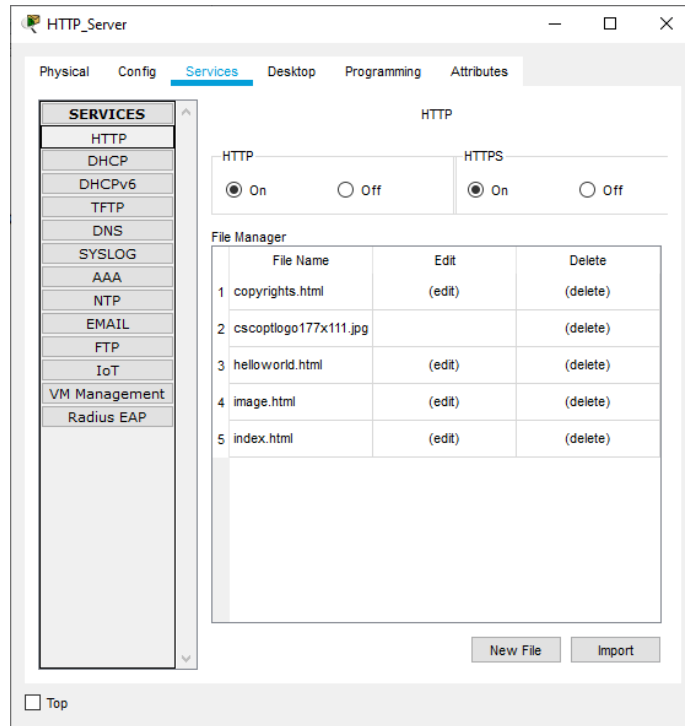 HTTP_Server
Physical Config Services Desktop Programming Attributes
SERVICES
HTTP
DHCP
DHCPv6
TFTP
DNS
SYSLOG
AAA
NTP
EMAIL
FTP
IoT
VM Management
Radius EAP
HTTP
HTTP
On Off
HTTPS
On Off
File Manager
File Name Edit Delete
1 copyrights.html (edit) (delete)
2 cscoptlogo177x111.jpg (delete)
3 helloworld.html (edit) (delete)
4 image.html (edit) (delete)
5 index.html (edit) (delete)
New File Import
Top